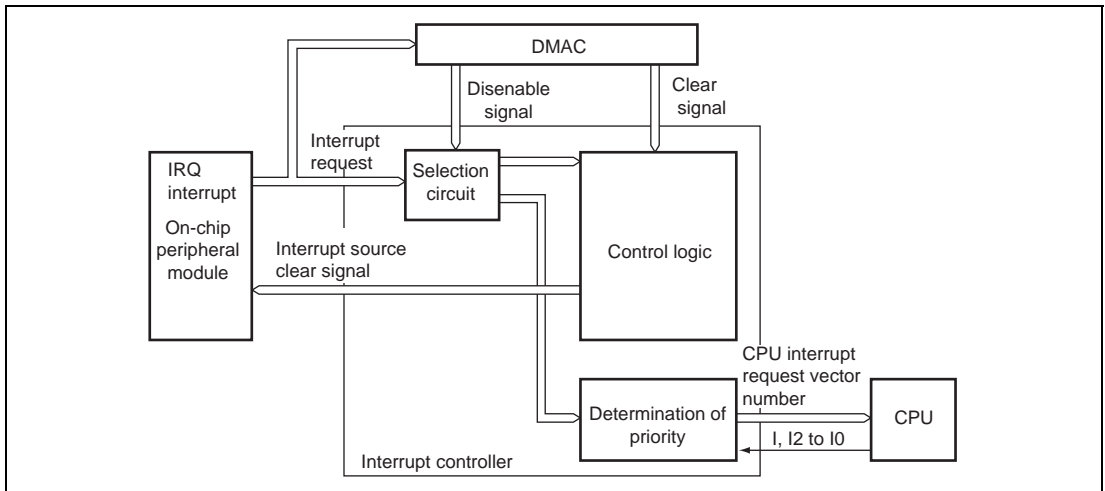 DMAC
Disenable
signal
Clear
signal
Interrupt
request
IRQ
interrupt
On-chip
peripheral
module
Selection
circuit
Interrupt source
clear signal
Control logic
CPU interrupt
request vector
number
Determination of
priority
CPU
I, I2 to I0
Interrupt controller